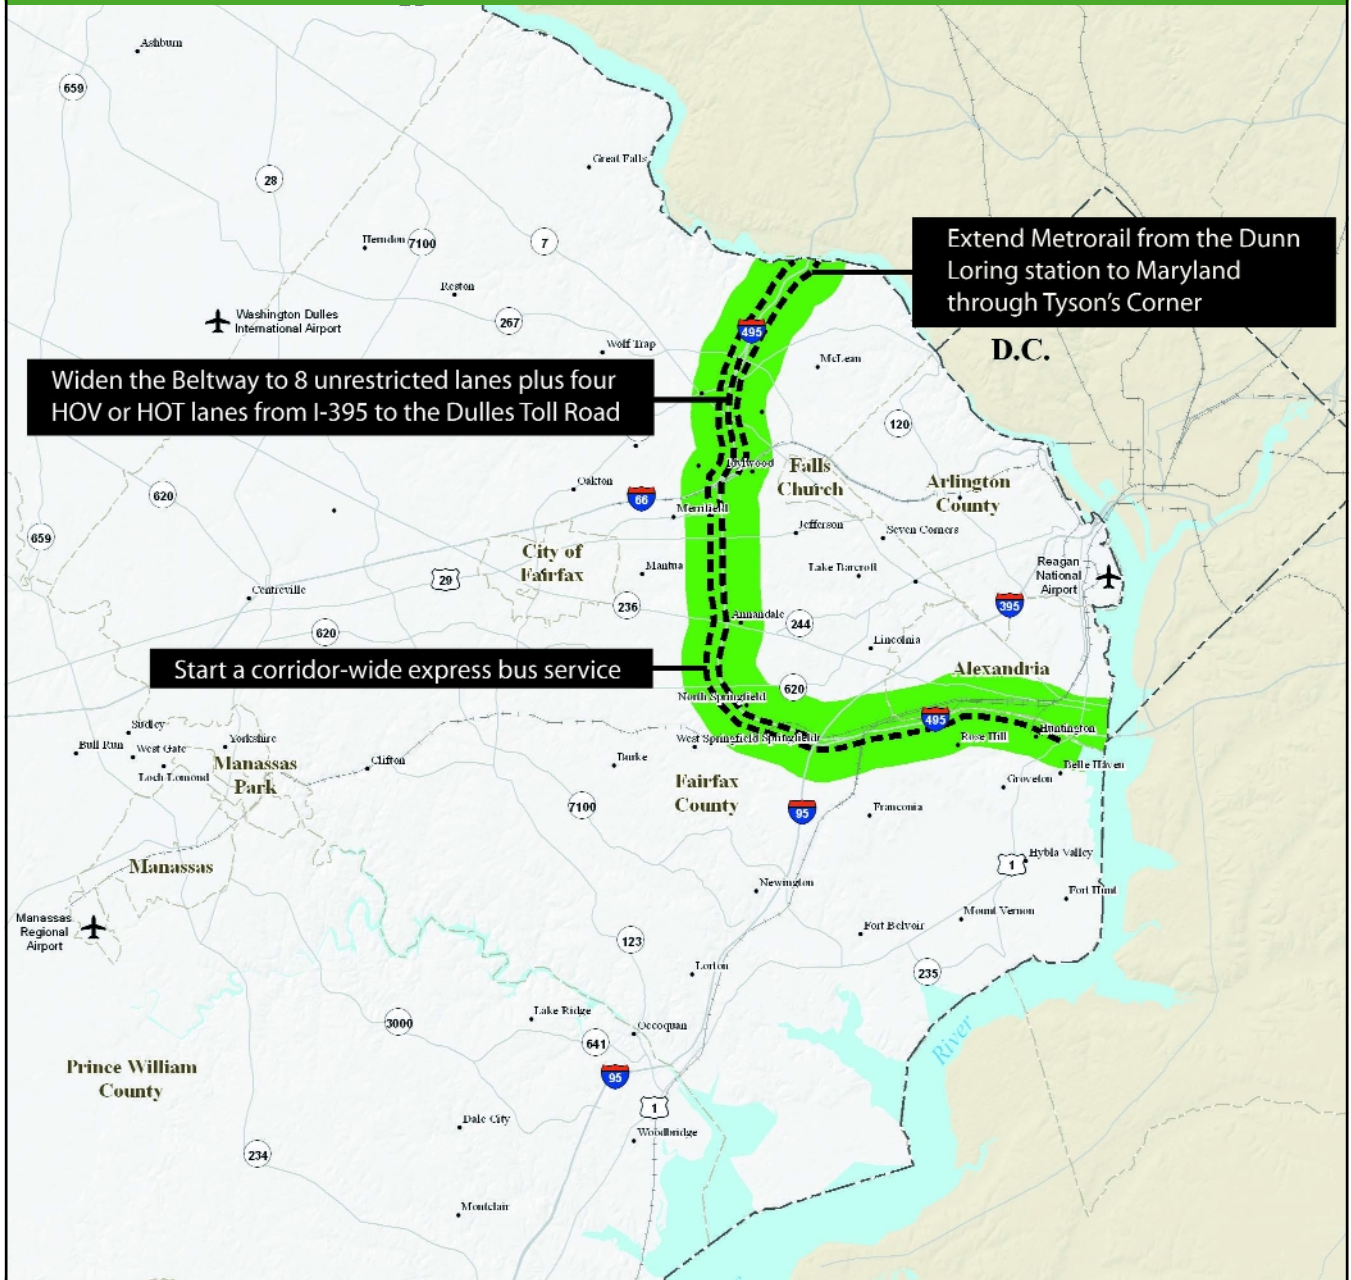 Ashburn
659
Great Falls
28
Herndon
7100
7
Extend Metrorail from the Dunn
Loring station to Maryland
through Tyson's Corner
Reston
Washington Dulles
International Airport
267
495
Wolf Trap
McLean
D.C.
Widen the Beltway to 8 unrestricted lanes plus four
HOV or HOT lanes from I-395 to the Dulles Toll Road
120
Idylwood
Falls
Church
Arlington
County
Oakton
66
620
Merrifield
Jefferson
Seven Corners
659
City of
Fairfax
Mantua
Lake Barcroft
Reagan
National
Airport
29
Centreville
236
395
Annandale
244
620
Lincolnia
Start a corridor-wide express bus service
Alexandria
620
North Springfield
495
Sudley
Huntington
Bull Run
West Gate
Yorkshire
West Springfield
Springfield
Rose Hill
Loch Lomond
Manassas
Park
Clifton
Burke
Belle Haven
Fairfax
County
Groveton
7100
95
Franconia
Manassas
1
Hybla Valley
Newington
Fort Hunt
Manassas
Regional
Airport
Mount Vernon
Fort Belvoir
123
Lorton
235
Lake Ridge
3000
Occoquan
641
River
Prince William
County
95
1
Dale City
Woodbridge
234
Montclair